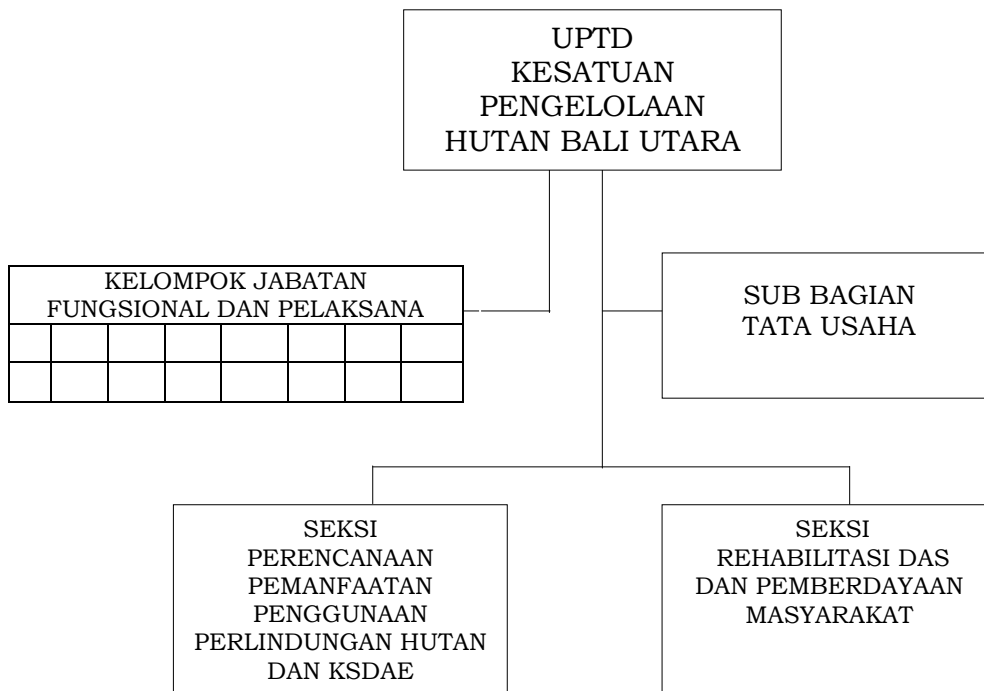 UPTD
KESATUAN
PENGELOLAAN
HUTAN BALI UTARA
KELOMPOK JABATAN
FUNGSIONAL DAN PELAKSANA
SUB BAGIAN
TATA USAHA
SEKSI
PERENCANAAN
PEMANFAATAN
PENGGUNAAN
PERLINDUNGAN HUTAN
DAN KSDAE
SEKSI
REHABILITASI DAS
DAN PEMBERDAYAAN
MASYARAKAT